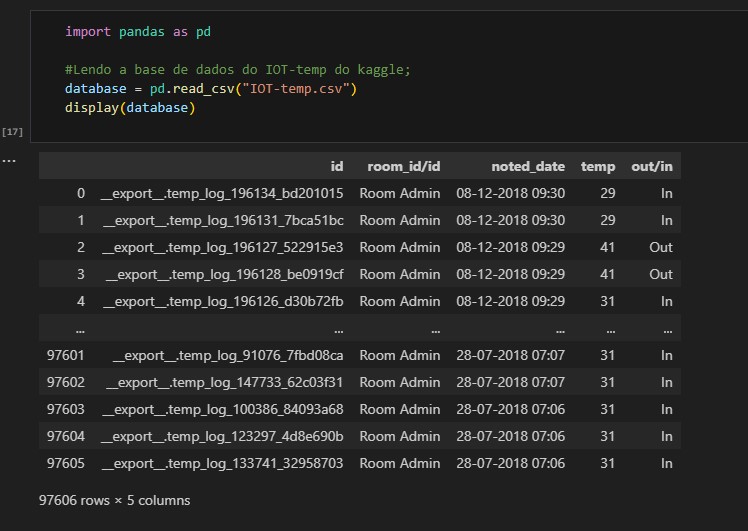 import pandas as pd
#Lendo a base de dados do IOT-temp do kaggle;
database = pd.read_csv("IOT-temp.csv")
display(database)
[17]
...
id room_id/id noted_date temp out/in
0 __export__.temp_log_196134_bd201015 Room Admin 08-12-2018 09:30 29 In
1 __export__.temp_log_196131_7bca51bc Room Admin 08-12-2018 09:30 29 In
2 __export__.temp_log_196127_522915e3 Room Admin 08-12-2018 09:29 41 Out
3 __export__.temp_log_196128_be0919cf Room Admin 08-12-2018 09:29 41 Out
4 __export__.temp_log_196126_d30b72fb Room Admin 08-12-2018 09:29 31 In
... ... ... ... ... ...
97601 __export__.temp_log_91076_7fbd08ca Room Admin 28-07-2018 07:07 31 In
97602 __export__.temp_log_147733_62c03f31 Room Admin 28-07-2018 07:07 31 In
97603 __export__.temp_log_100386_84093a68 Room Admin 28-07-2018 07:06 31 In
97604 __export__.temp_log_123297_4d8e690b Room Admin 28-07-2018 07:06 31 In
97605 __export__.temp_log_133741_32958703 Room Admin 28-07-2018 07:06 31 In
97606 rows × 5 columns